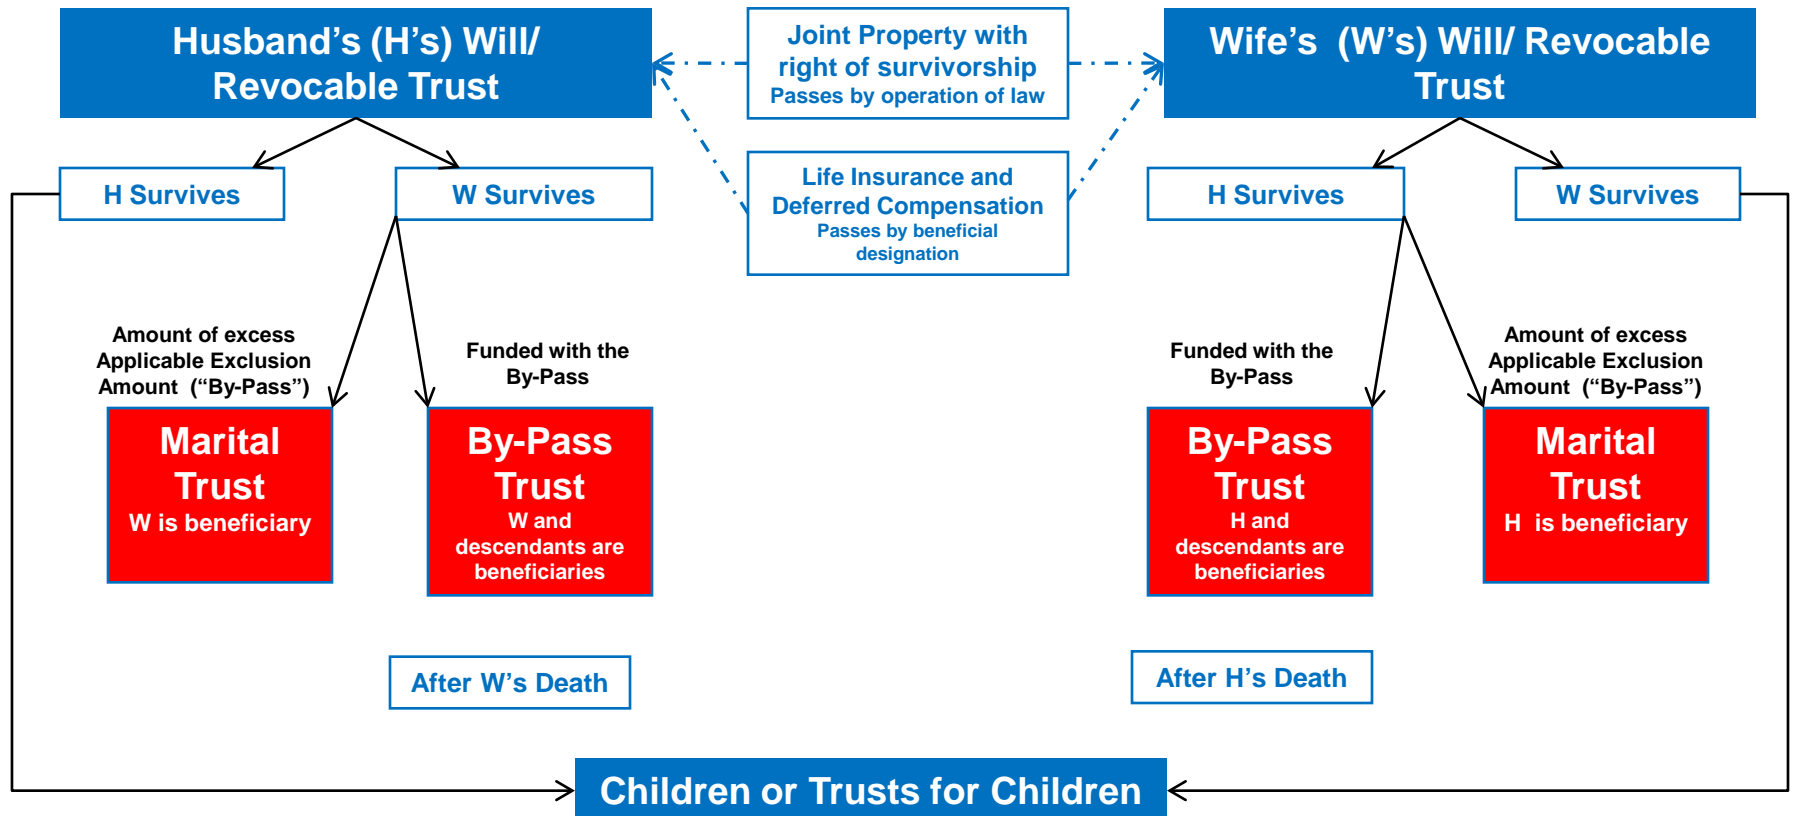 Husband's (H's) Will/
Revocable Trust
Joint Property with
right of survivorship
Passes by operation of law
Wife's (W's) Will/ Revocable
Trust
H Survives
W Survives
Life Insurance and
Deferred Compensation
Passes by beneficial
designation
H Survives
W Survives
Amount of excess
Applicable Exclusion
Amount (“By-Pass”)
Funded with the
By-Pass
Funded with the
By-Pass
Amount of excess
Applicable Exclusion
Amount (“By-Pass”)
Marital
Trust
W is beneficiary
By-Pass
Trust
W and
descendants are
beneficiaries
By-Pass
Trust
H and
descendants are
beneficiaries
Marital
Trust
H is beneficiary
After W's Death
After H's Death
Children or Trusts for Children